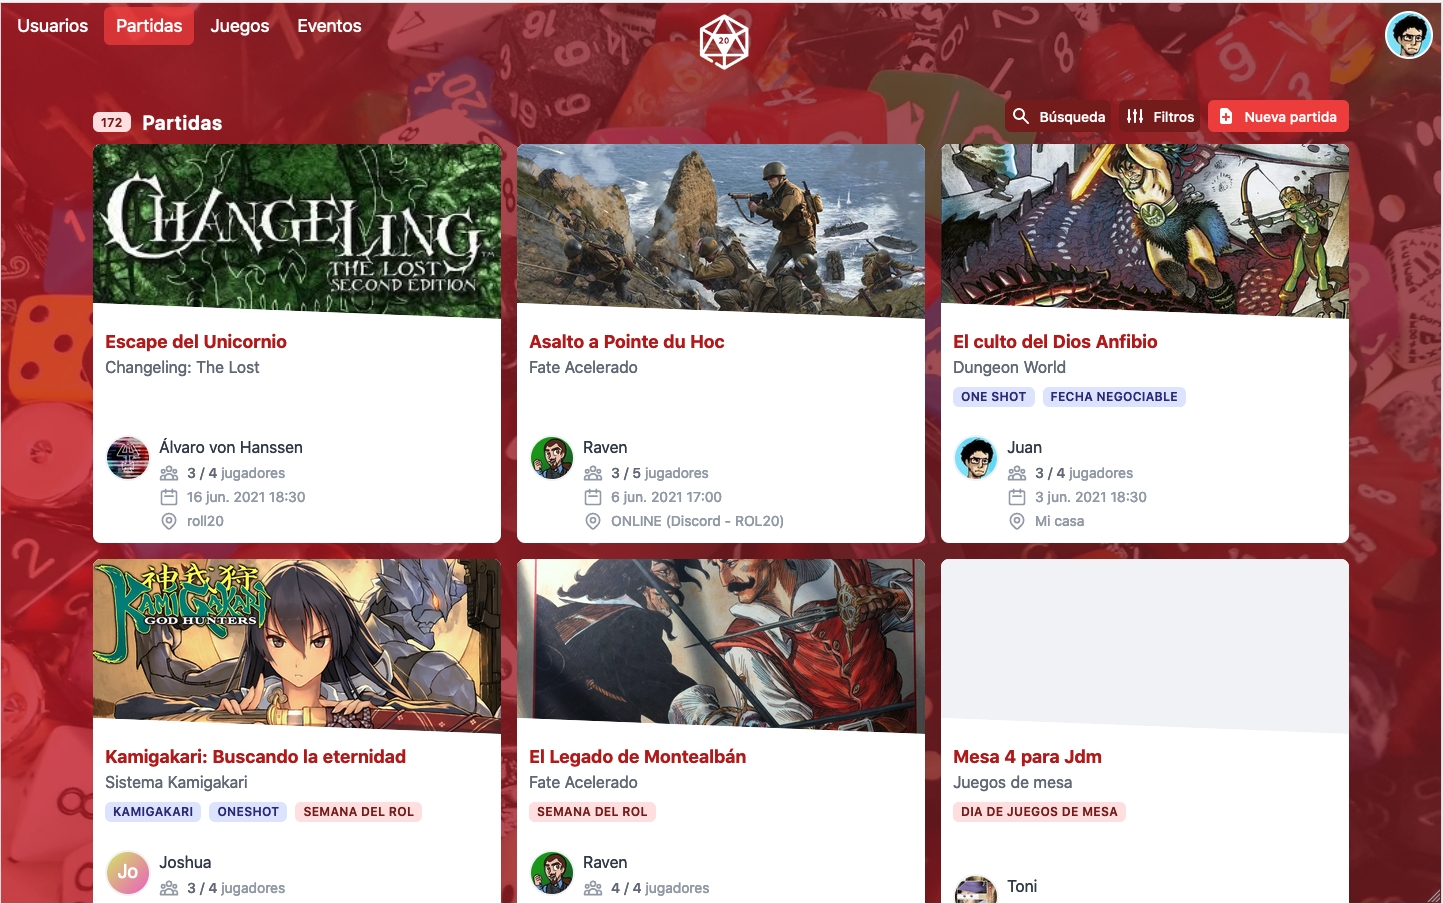 Usuarios
Partidas
Juegos
Eventos
20
172
Partidas
Búsqueda
Filtros
Nueva partida
CHANGELING
THE LOST
SECOND EDITION
Escape del Unicornio
Changeling: The Lost
Álvaro von Hanssen
3 / 4 jugadores
16 jun. 2021 18:30
roll20
Asalto a Pointe du Hoc
Fate Acelerado
Raven
3 / 5 jugadores
6 jun. 2021 17:00
ONLINE (Discord - ROL20)
El culto del Dios Anfibio
Dungeon World
ONE SHOT
FECHA NEGOCIABLE
Juan
3 / 4 jugadores
3 jun. 2021 18:30
Mi casa
神我狩
KAMIGAKARI
GOD HUNTERS
Kamigakari: Buscando la eternidad
Sistema Kamigakari
KAMIGAKARI
ONESHOT
SEMANA DEL ROL
Jo
Joshua
3 / 4 jugadores
El Legado de Montealbán
Fate Acelerado
SEMANA DEL ROL
Raven
4 / 4 jugadores
Mesa 4 para Jdm
Juegos de mesa
DIA DE JUEGOS DE MESA
Toni